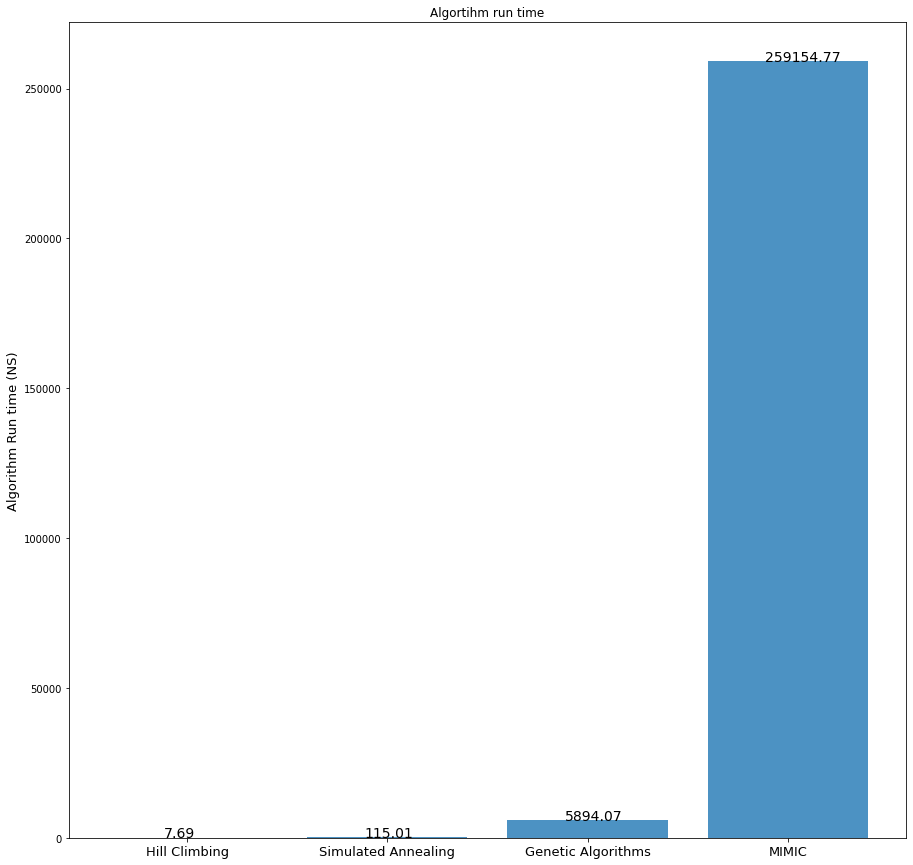 Algortihm run time
Algorithm Run time (NS)
250000
200000
150000
100000
50000
0
7.69
115.01
5894.07
259154.77
Hill Climbing
Simulated Annealing
Genetic Algorithms
MIMIC